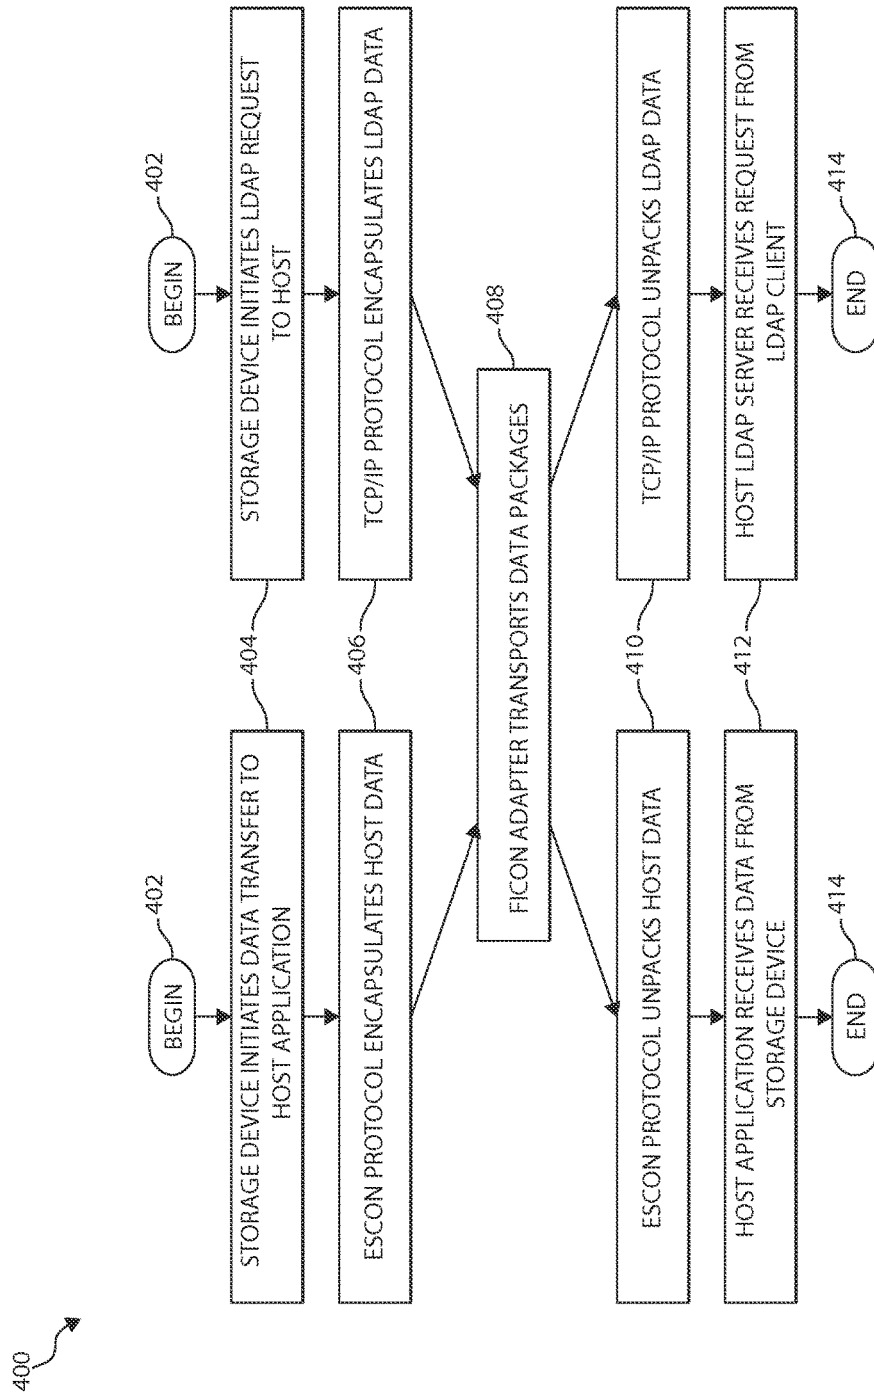 400
BEGIN
402
STORAGE DEVICE INITIATES DATA TRANSFER TO
HOST APPLICATION
404
ESCON PROTOCOL ENCAPSULATES HOST DATA
406
BEGIN
402
STORAGE DEVICE INITIATES LDAP REQUEST
TO HOST
TCP/IP PROTOCOL ENCAPSULATES LDAP DATA
FICON ADAPTER TRANSPORTS DATA PACKAGES
408
ESCON PROTOCOL UNPACKS HOST DATA
410
HOST APPLICATION RECEIVES DATA FROM
STORAGE DEVICE
412
END
414
TCP/IP PROTOCOL UNPACKS LDAP DATA
HOST LDAP SERVER RECEIVES REQUEST FROM
LDAP CLIENT
END
414